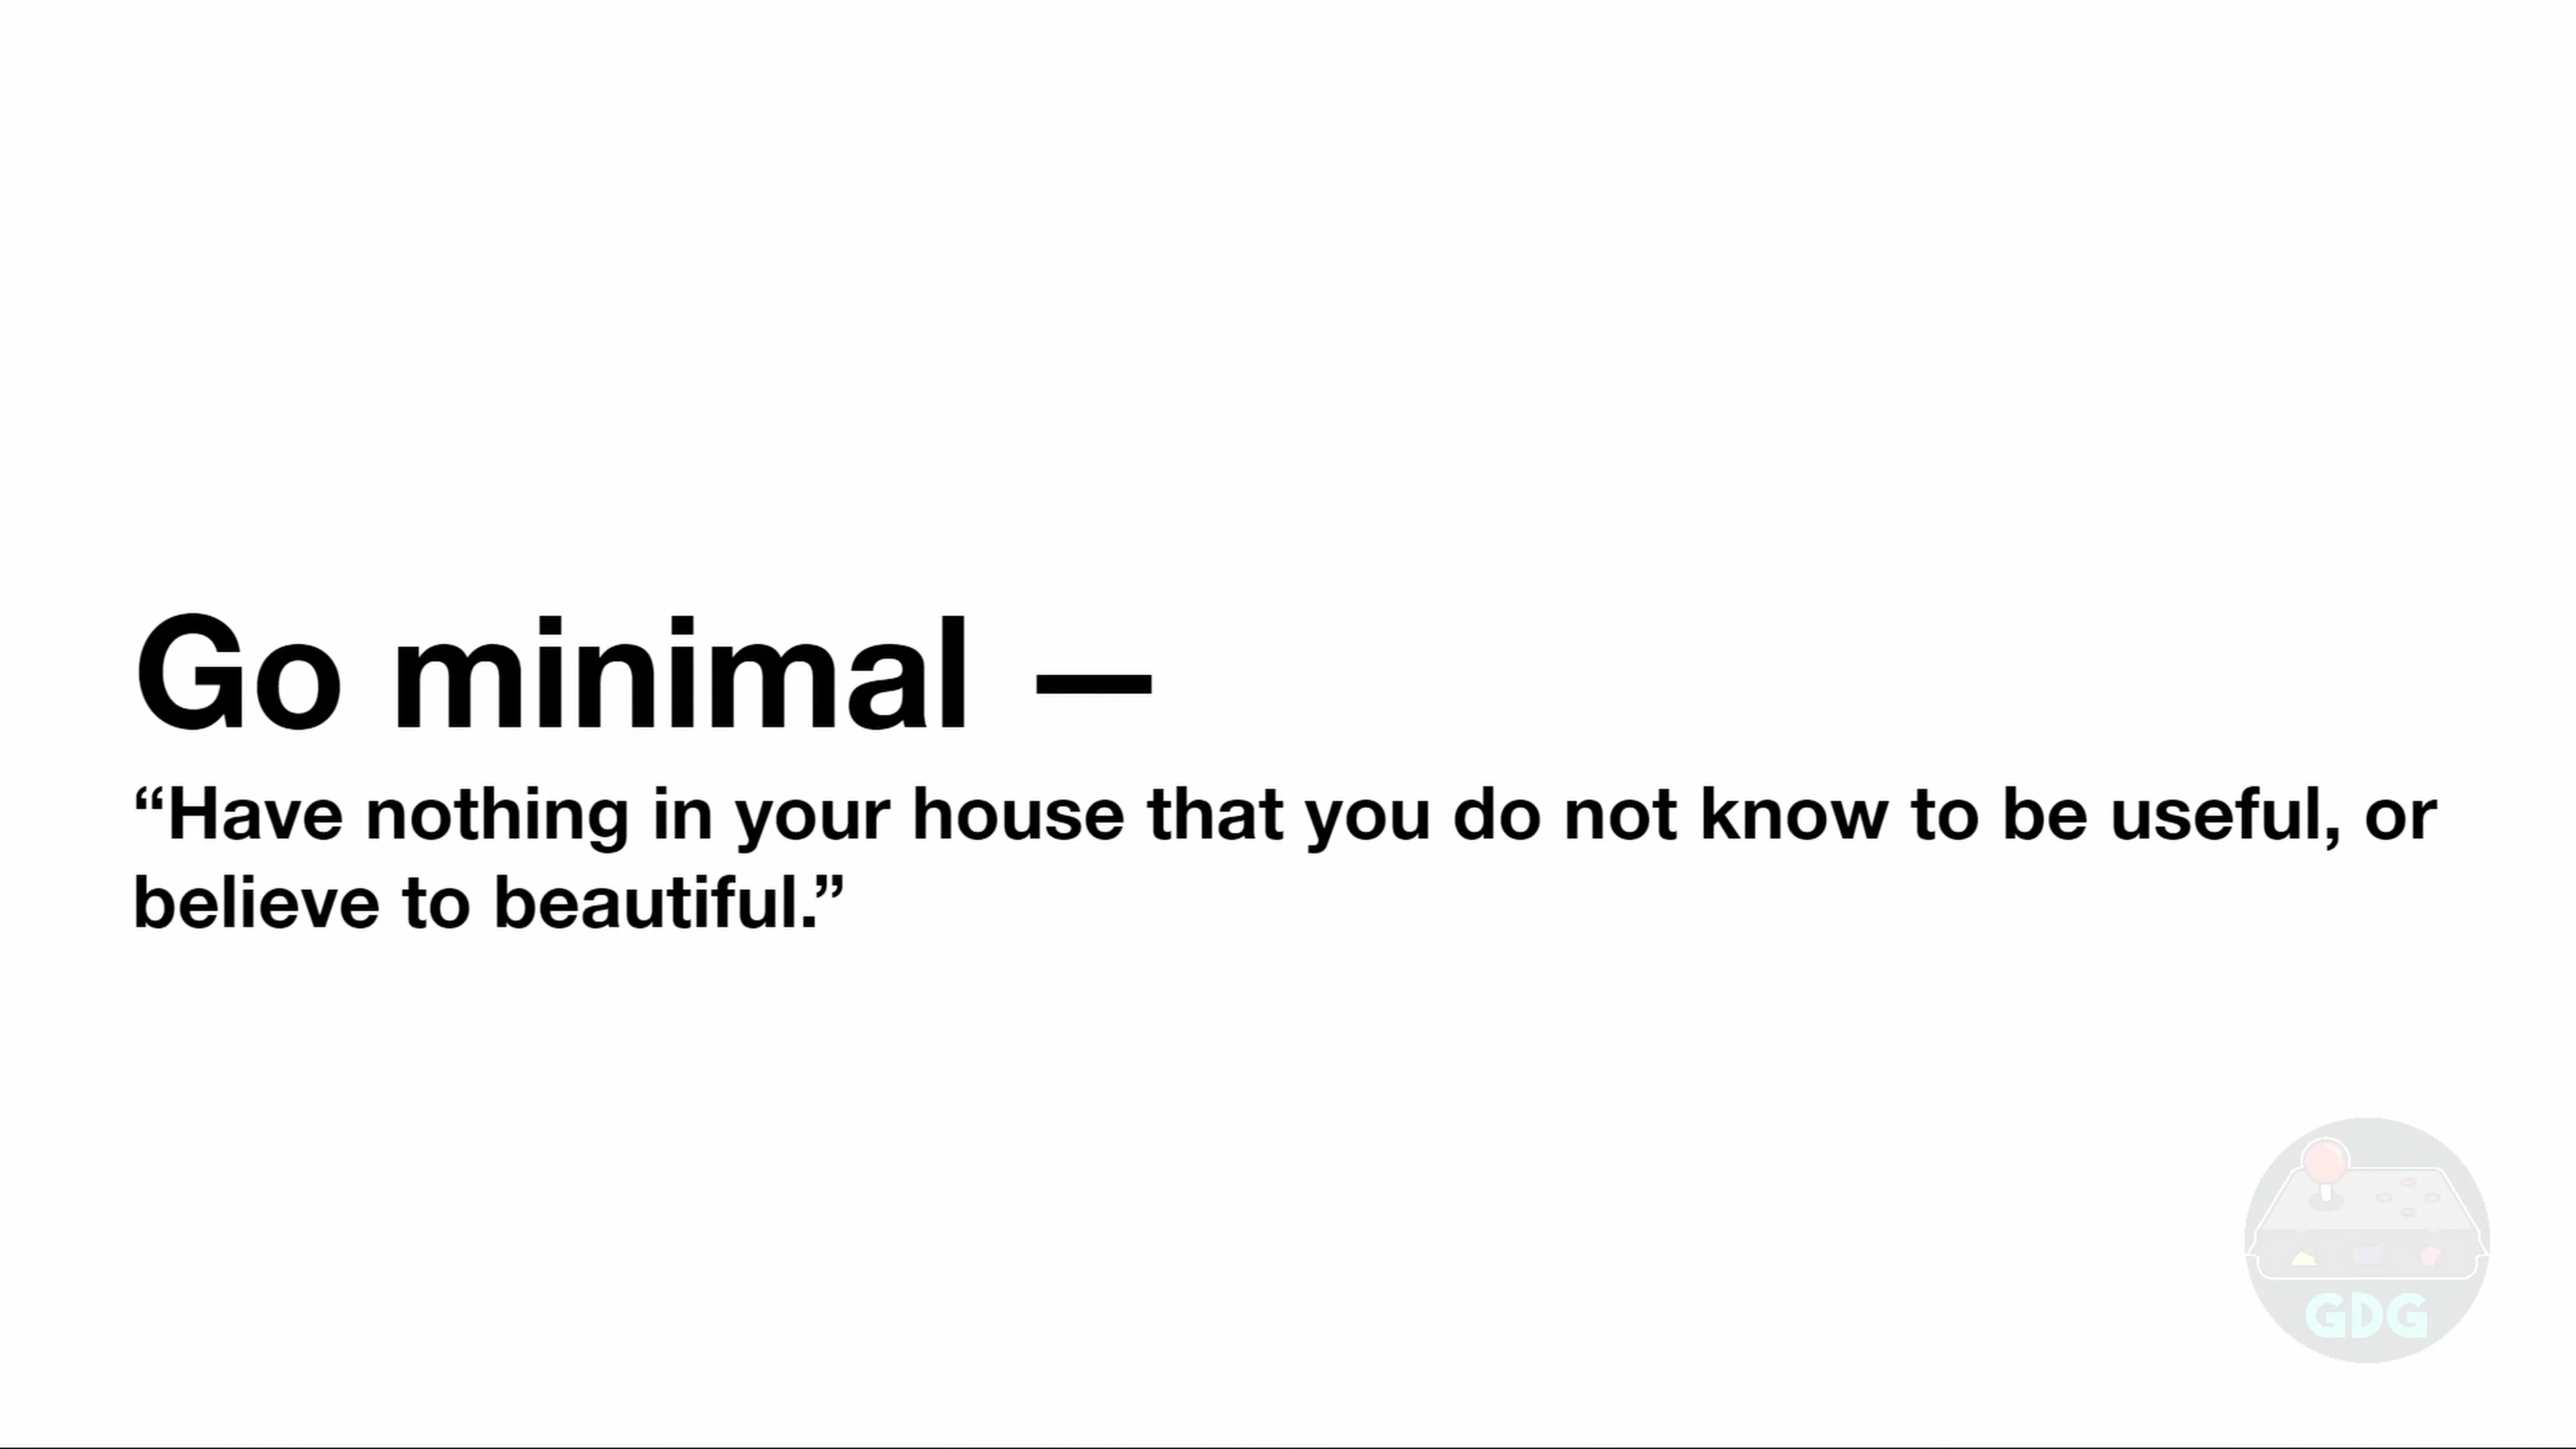 Go minimal —
“Have nothing in your house that you do not know to be useful, or
believe to beautiful.”
GDG